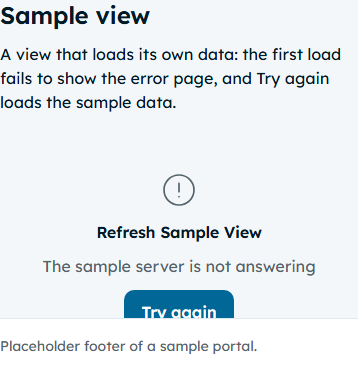 Sample view
A view that loads its own data: the first load
fails to show the error page, and Try again
loads the sample data.
Refresh Sample View
The sample server is not answering
Try again
Placeholder footer of a sample portal.